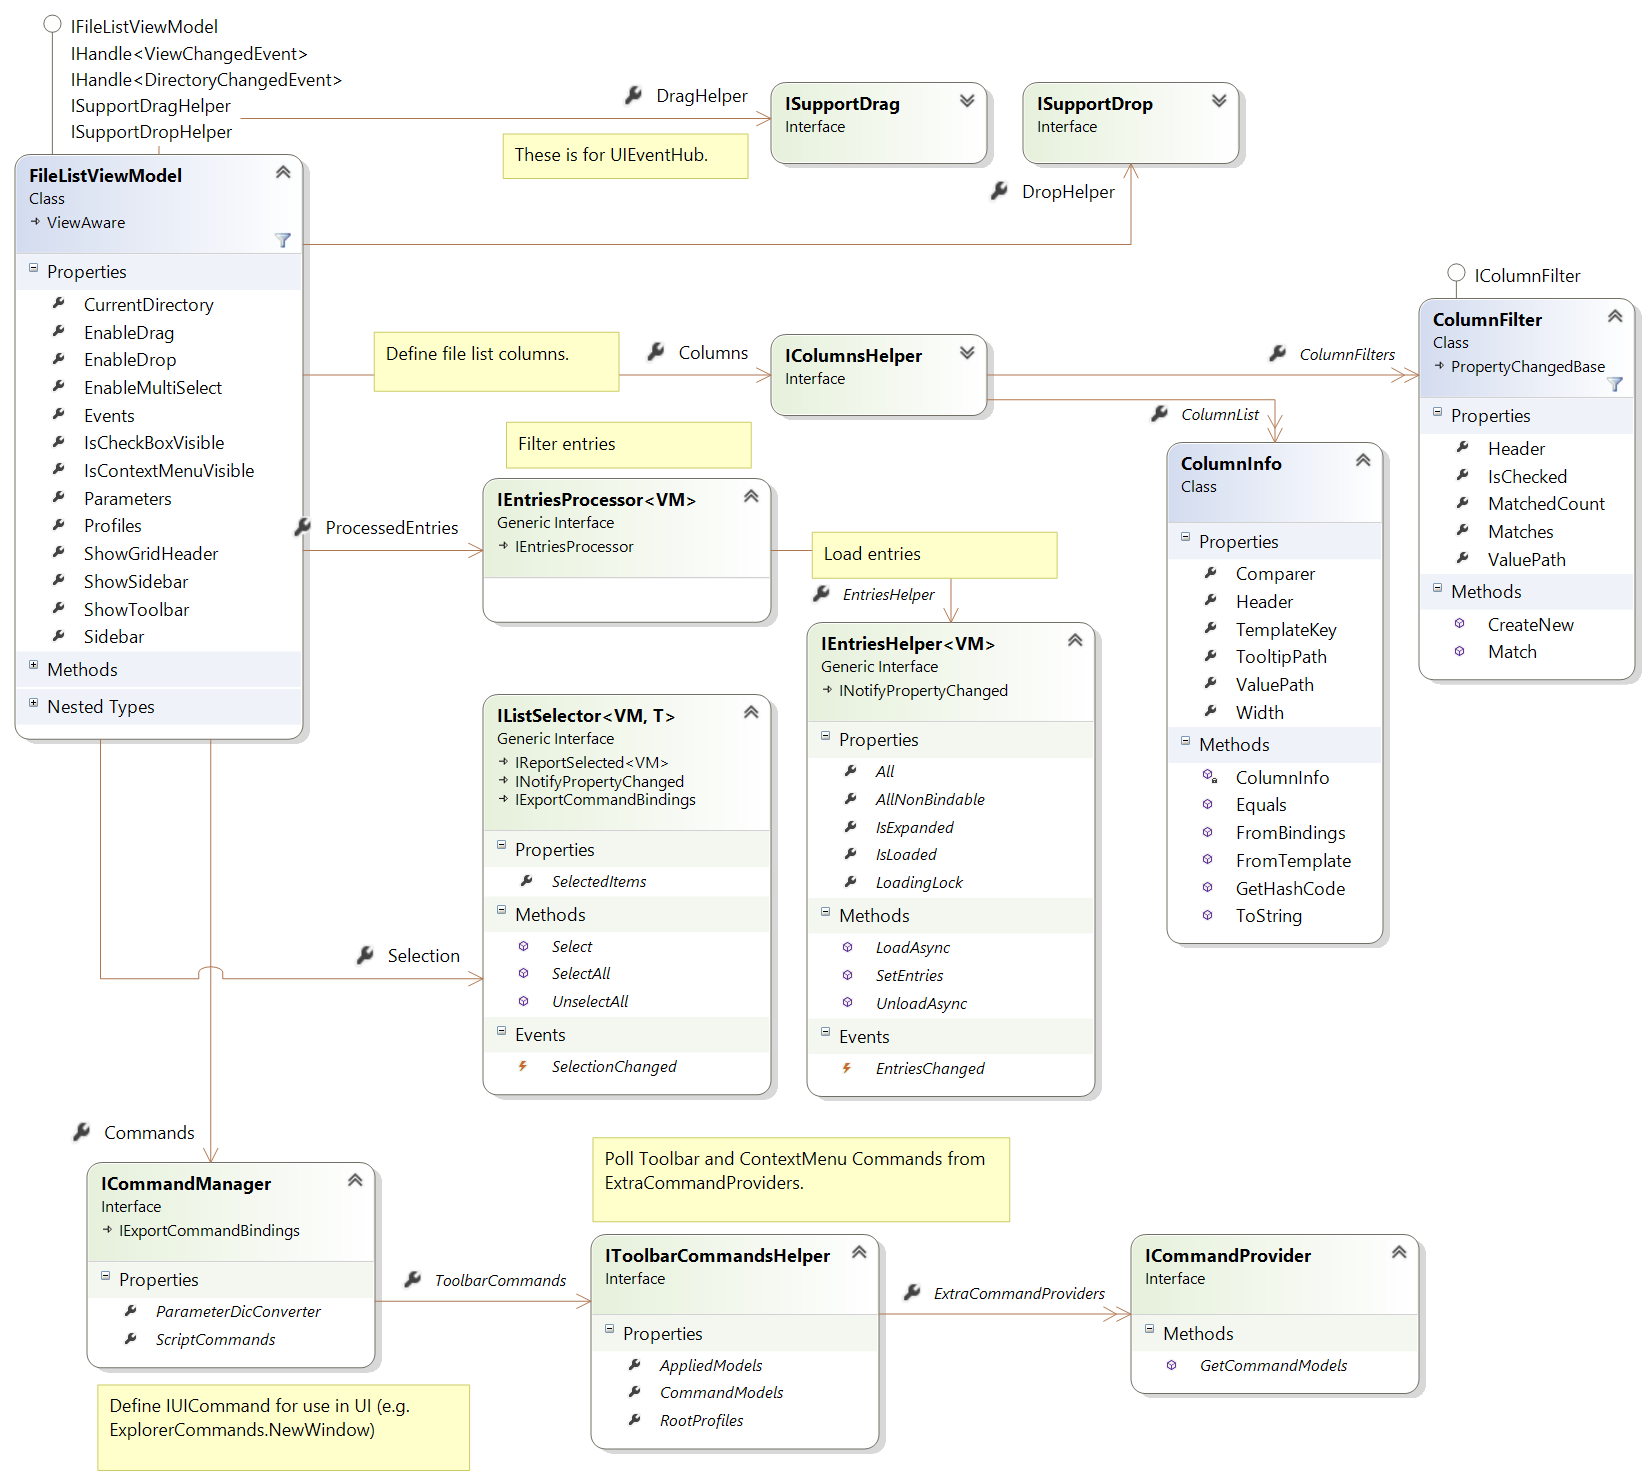 IFileListViewModel
IHandle<ViewChangedEvent>
IHandle<DirectoryChangedEvent>
ISupportDragHelper
ISupportDropHelper
FileListViewModel
Class
ViewAware
Properties
CurrentDirectory
EnableDrag
EnableDrop
EnableMultiSelect
Events
IsCheckBoxVisible
IsContextMenuVisible
Parameters
Profiles
ShowGridHeader
ShowSidebar
ShowToolbar
Sidebar
Methods
Nested Types
DragHelper
These is for UIEventHub.
ISupportDrag
Interface
ISupportDrop
Interface
DropHelper
Define file list columns.
Columns
IColumnsHelper
Interface
ColumnFilters
ColumnList
IColumnFilter
ColumnFilter
Class
PropertyChangedBase
Properties
Header
IsChecked
MatchedCount
Matches
ValuePath
Methods
CreateNew
Match
ColumnInfo
Class
Properties
Comparer
Header
TemplateKey
TooltipPath
ValuePath
Width
Methods
ColumnInfo
Equals
FromBindings
FromTemplate
GetHashCode
ToString
Filter entries
ProcessedEntries
IEntriesProcessor<VM>
Generic Interface
IEntriesProcessor
Load entries
EntriesHelper
IEntriesHelper<VM>
Generic Interface
INotifyPropertyChanged
Properties
All
AllNonBindable
IsExpanded
IsLoaded
LoadingLock
Methods
LoadAsync
SetEntries
UnloadAsync
Events
EntriesChanged
Selection
IListSelector<VM, T>
Generic Interface
IReportSelected<VM>
INotifyPropertyChanged
IExportCommandBindings
Properties
SelectedItems
Methods
Select
SelectAll
UnselectAll
Events
SelectionChanged
Commands
ICommandManager
Interface
IExportCommandBindings
Properties
ParameterDicConverter
ScriptCommands
Define IUICommand for use in UI (e.g.
ExplorerCommands.NewWindow)
ToolbarCommands
Poll Toolbar and ContextMenu Commands from
ExtraCommandProviders.
IToolbarCommandsHelper
Interface
Properties
AppliedModels
CommandModels
RootProfiles
ExtraCommandProviders
ICommandProvider
Interface
Methods
GetCommandModels